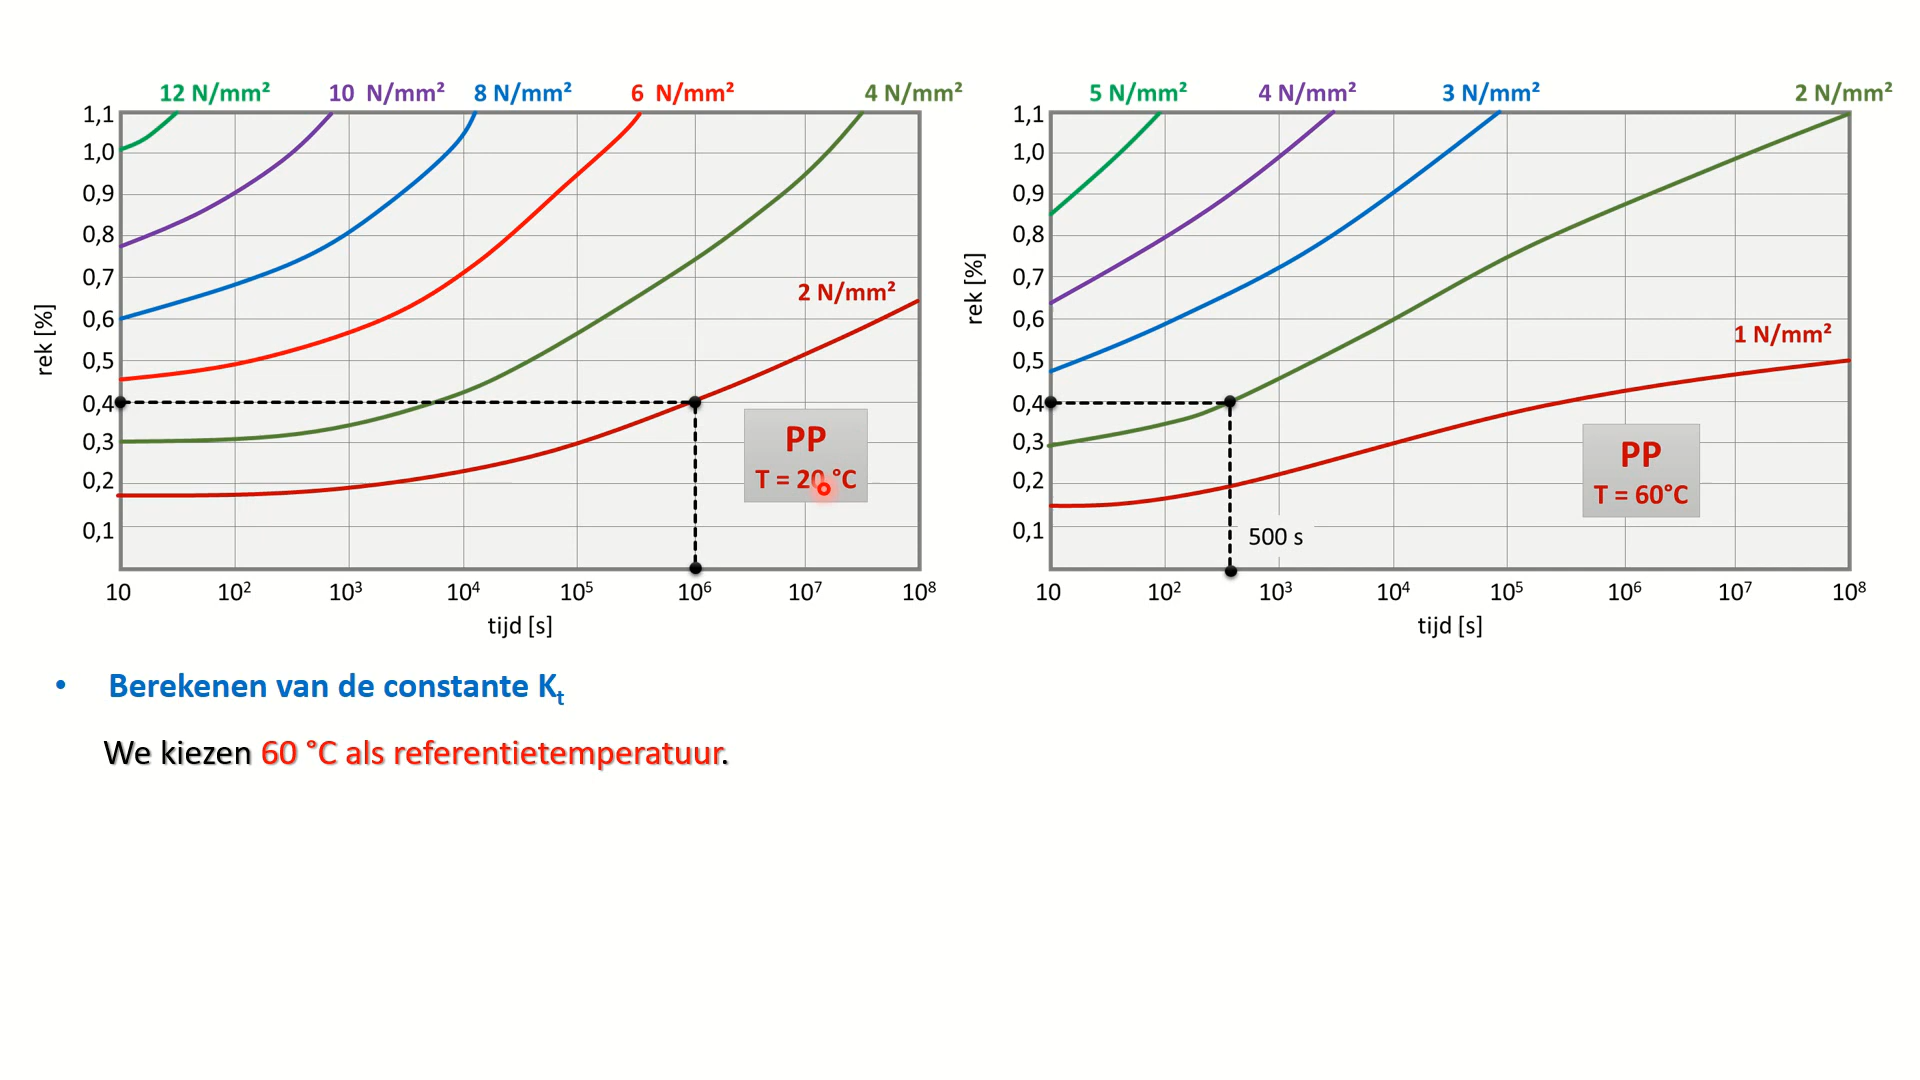 12 N/mm² 10 N/mm² 8 N/mm² 6 N/mm² 4 N/mm²
1,1
1,0
0,9
0,8
0,7
0,6
0,5
0,4
0,3
0,2
0,1
rek [%]
2 N/mm²
PP
T = 20 °C
10 10² 10³ 10⁴ 10⁵ 10⁶ 10⁷ 10⁸
tijd [s]
5 N/mm² 4 N/mm² 3 N/mm² 2 N/mm²
1,1
1,0
0,9
0,8
0,7
0,6
0,5
0,4
0,3
0,2
0,1
rek [%]
1 N/mm²
PP
T = 60°C
500 s
10 10² 10³ 10⁴ 10⁵ 10⁶ 10⁷ 10⁸
tijd [s]
• Berekenen van de constante Kₜ
We kiezen 60 °C als referentietemperatuur.